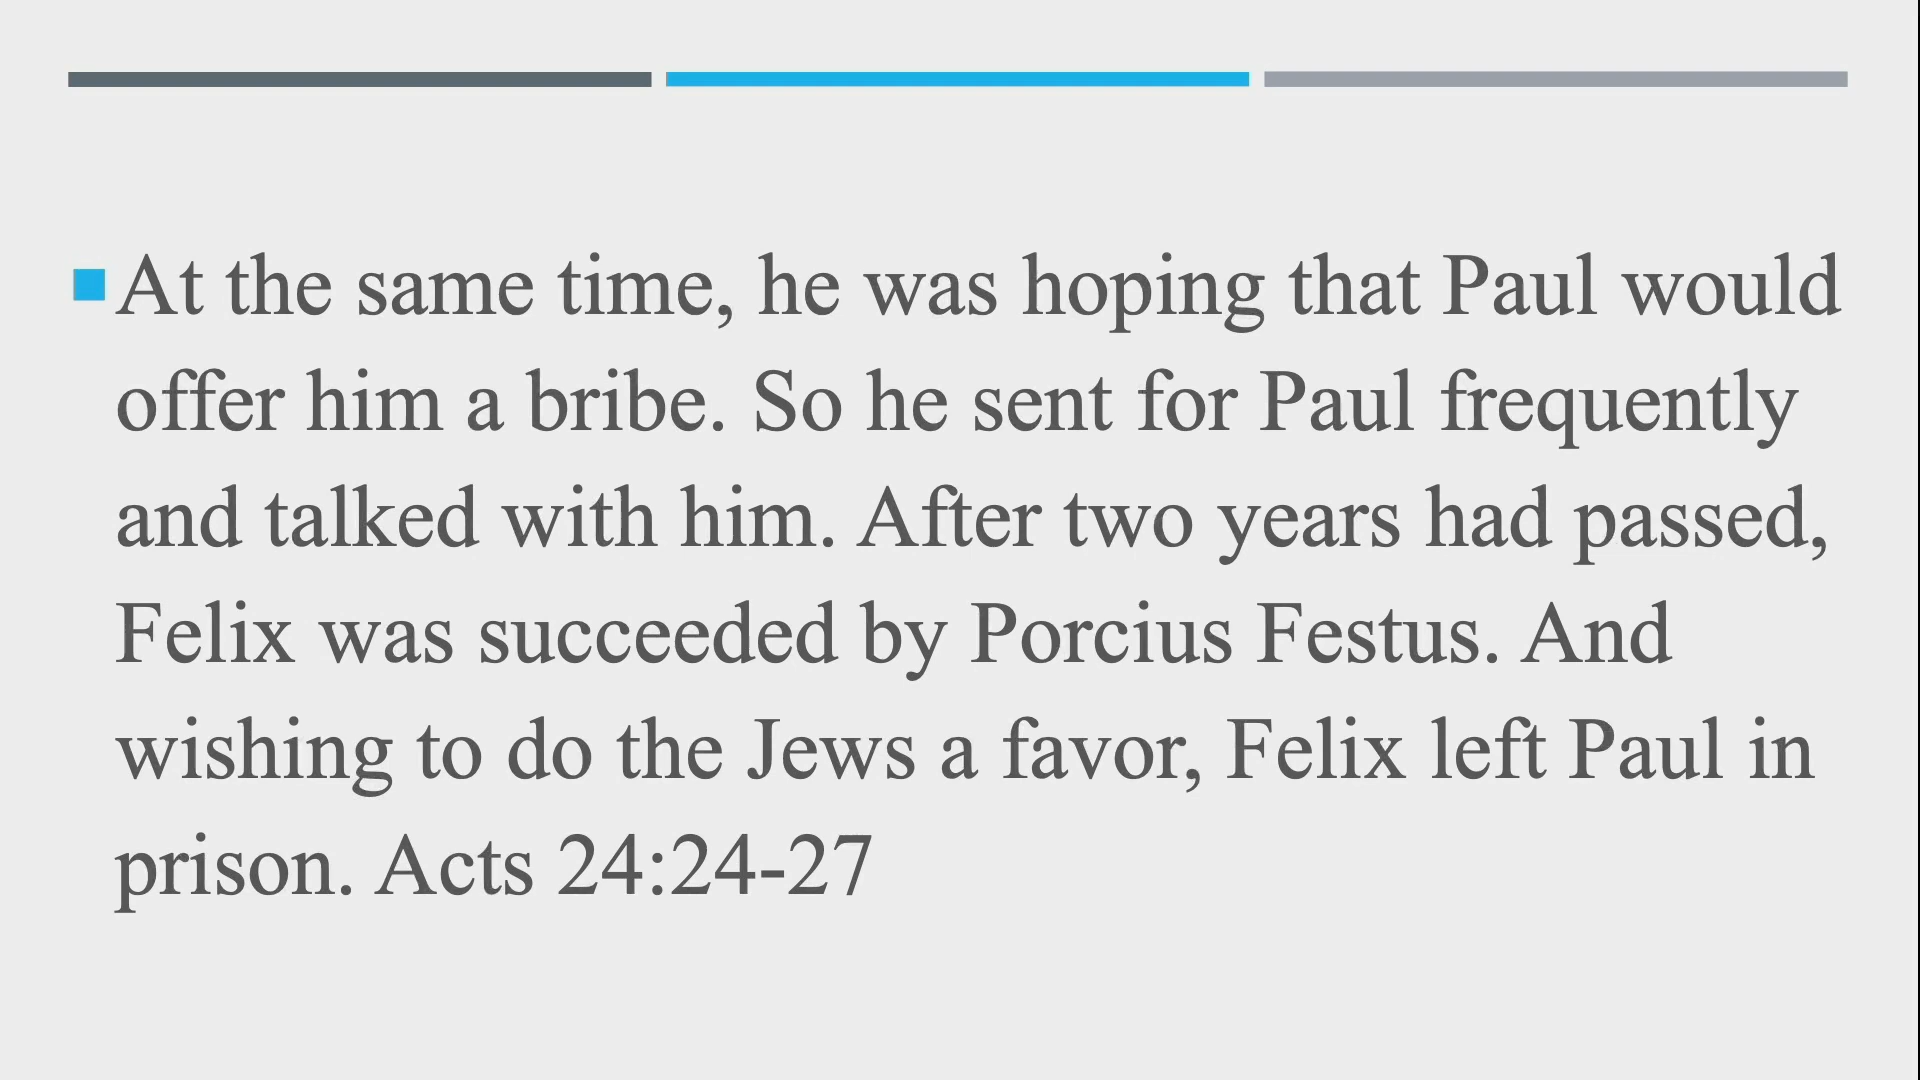 At the same time, he was hoping that Paul would
offer him a bribe. So he sent for Paul frequently
and talked with him. After two years had passed,
Felix was succeeded by Porcius Festus. And
wishing to do the Jews a favor, Felix left Paul in
prison. Acts 24:24-27